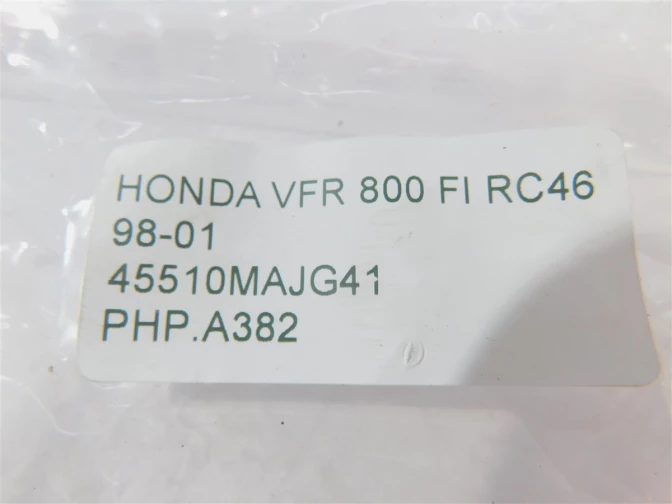 HONDA VFR 800 FI RC46
98-01
45510MAJG41
PHP.A382